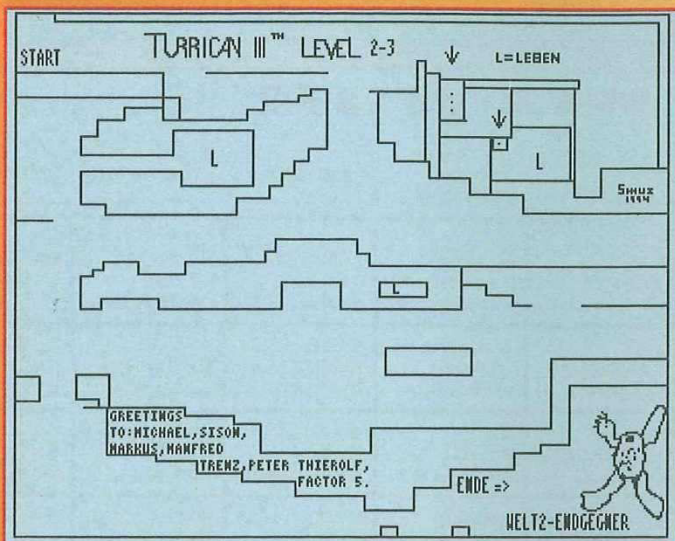 TURRICAN III™ LEVEL 2-3
START
L=LEBEN
L
L
1994
L
GREETINGS
TO:MICHAEL,SISON,
MARKUS,MANFRED
TRENZ,PETER THIEROLF,
FACTOR 5.
ENDE =>
WELT2-ENDGEGNER